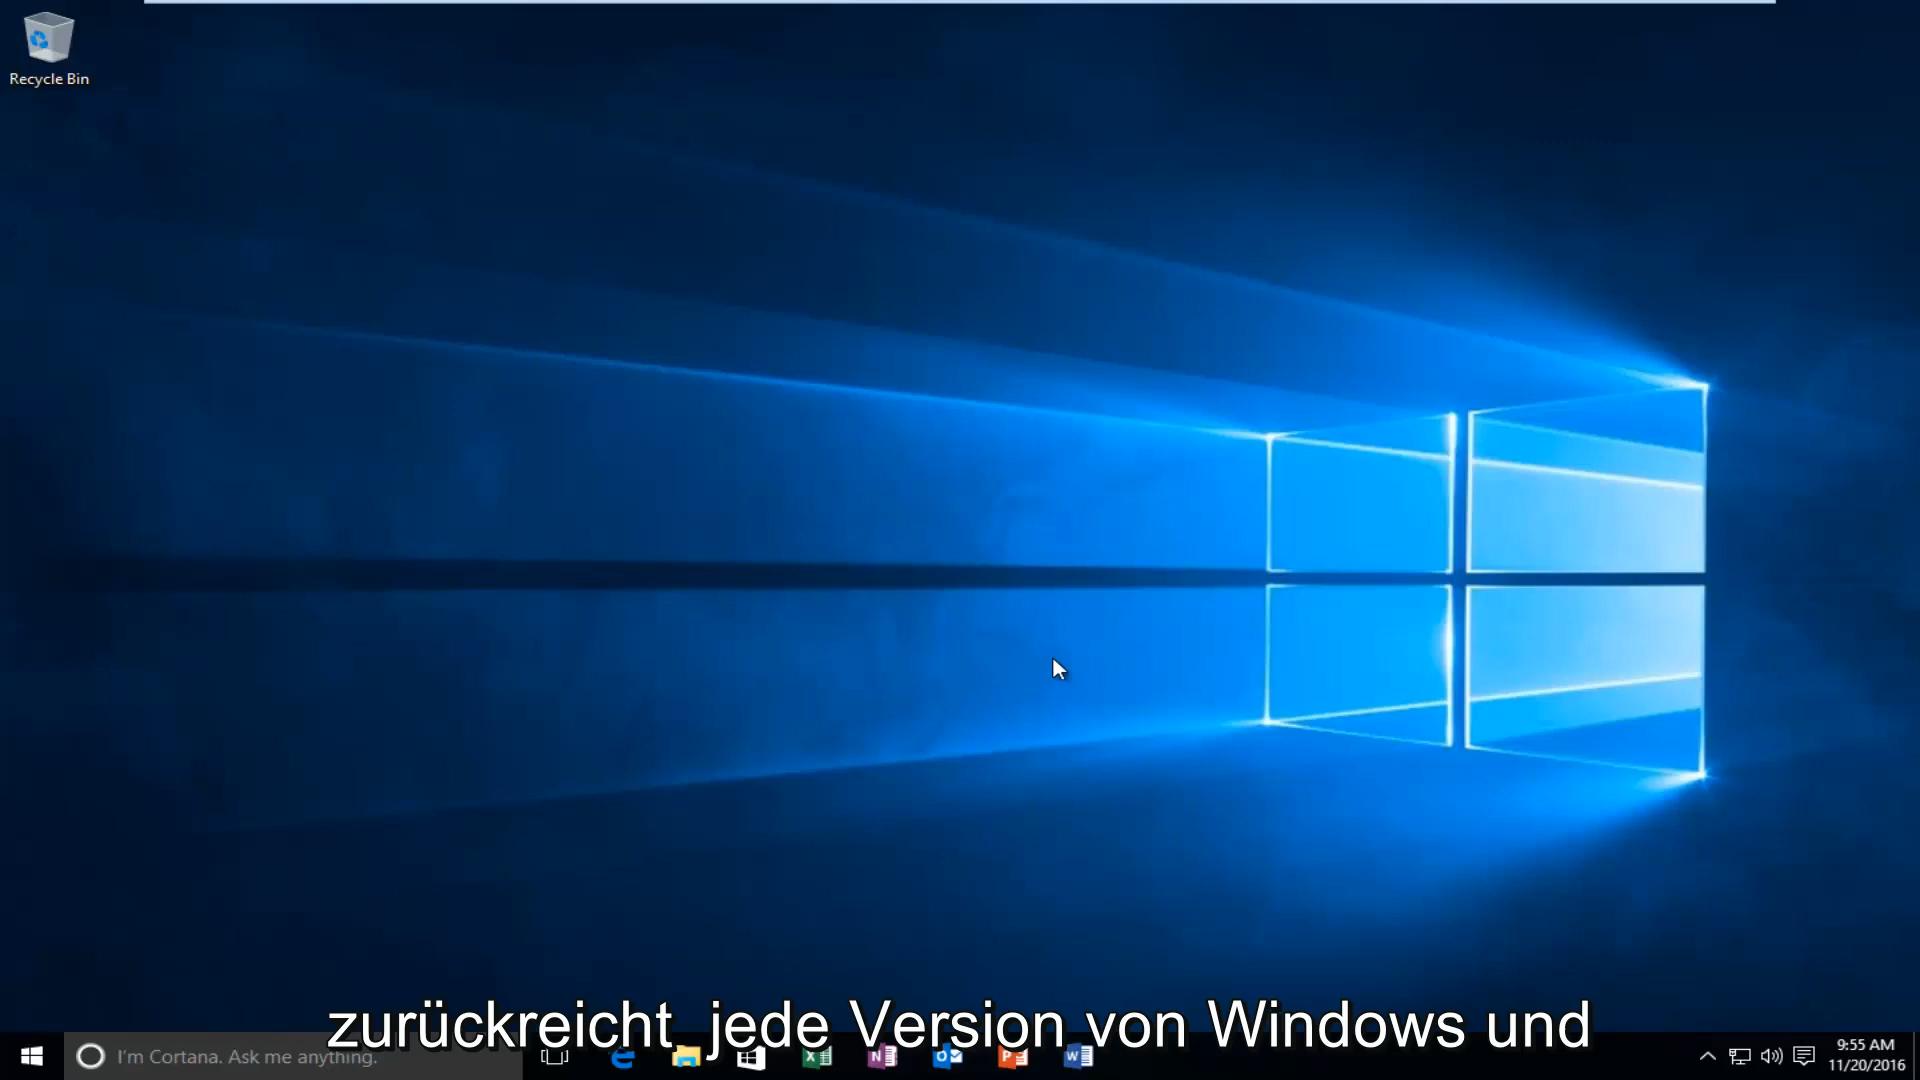 Recycle Bin
zurückreicht jede Version von Windows und
I'm Cortana. Ask me anything.
9:55 AM
11/20/2016